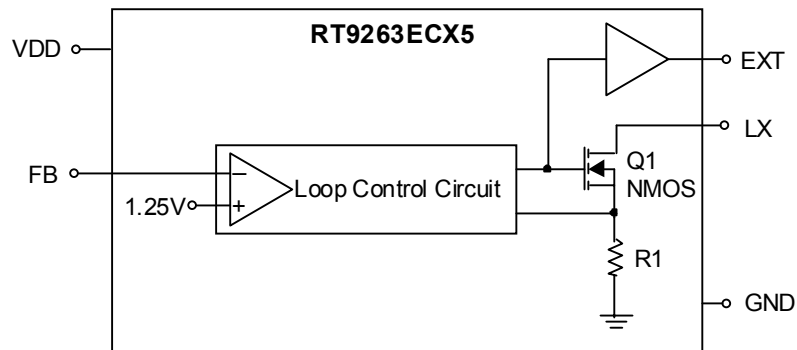 RT9263ECX5
VDD
EXT
LX
FB
1.25V
−
+
Loop Control Circuit
Q1
NMOS
R1
GND